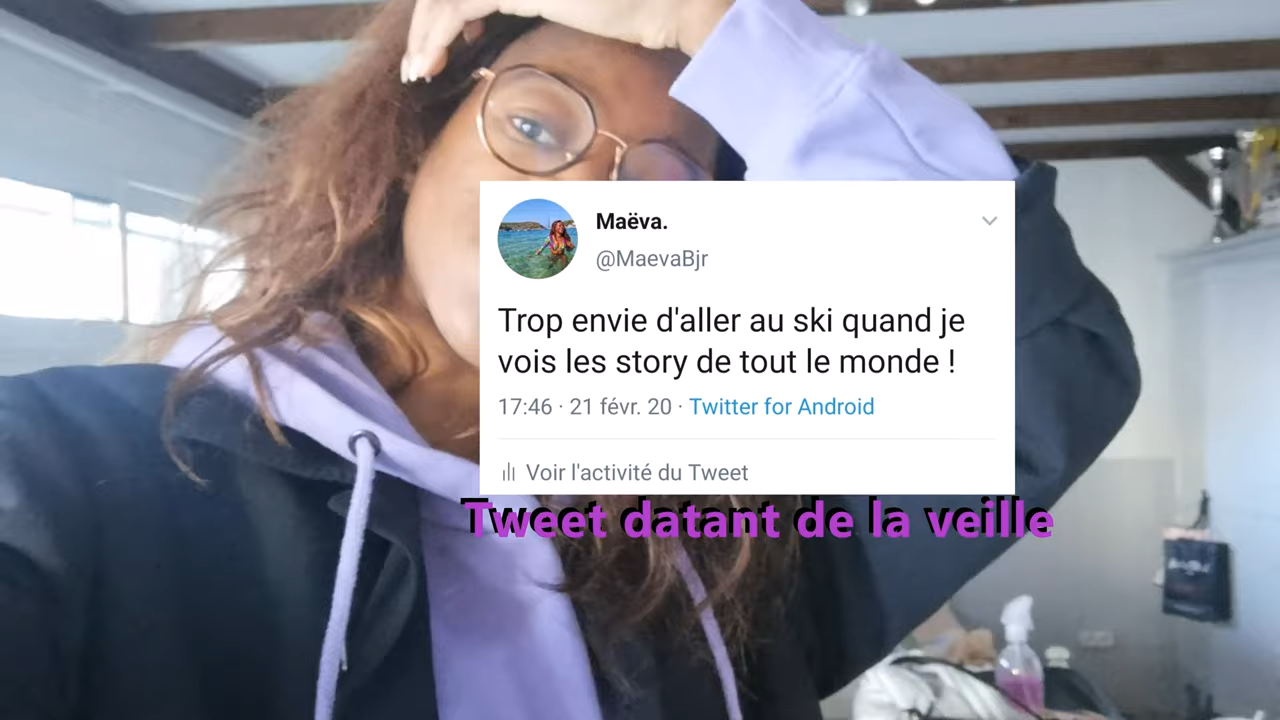 Maëva.
@MaevaBjr
Trop envie d'aller au ski quand je
vois les story de tout le monde !
17:46 · 21 févr. 20 · Twitter for Android
Voir l'activité du Tweet
Tweet datant de la veille